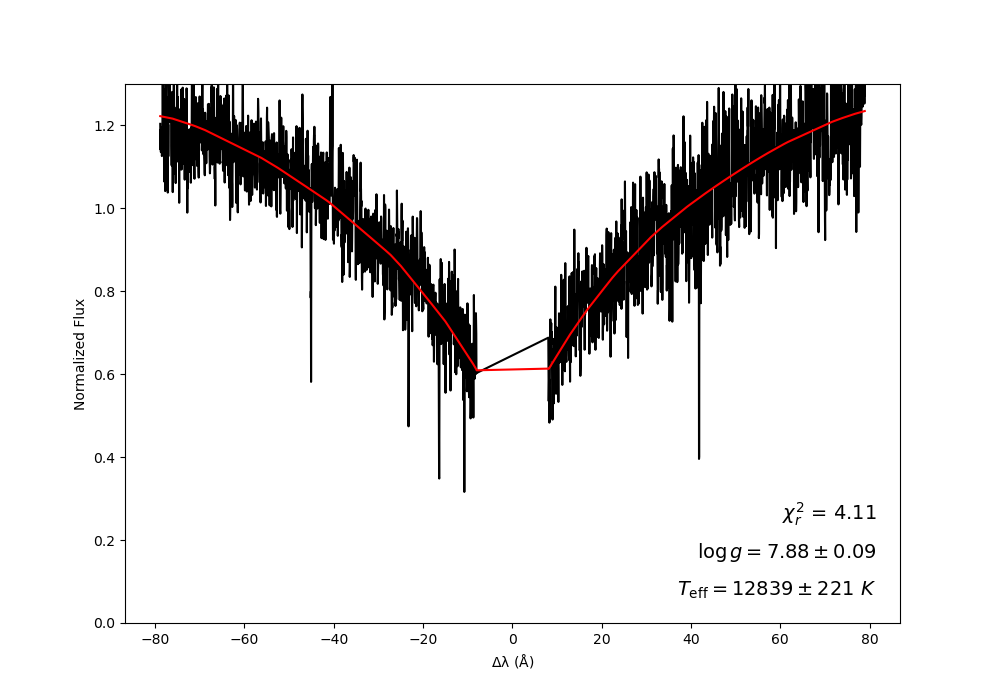 1.2
1.0
0.8
0.6
0.4
0.2
0.0
Normalized Flux
χ²ᵣ = 4.11
log g = 7.88 ± 0.09
T_eff = 12839 ± 221 K
−80 −60 −40 −20 0 20 40 60 80
Δλ (Å)